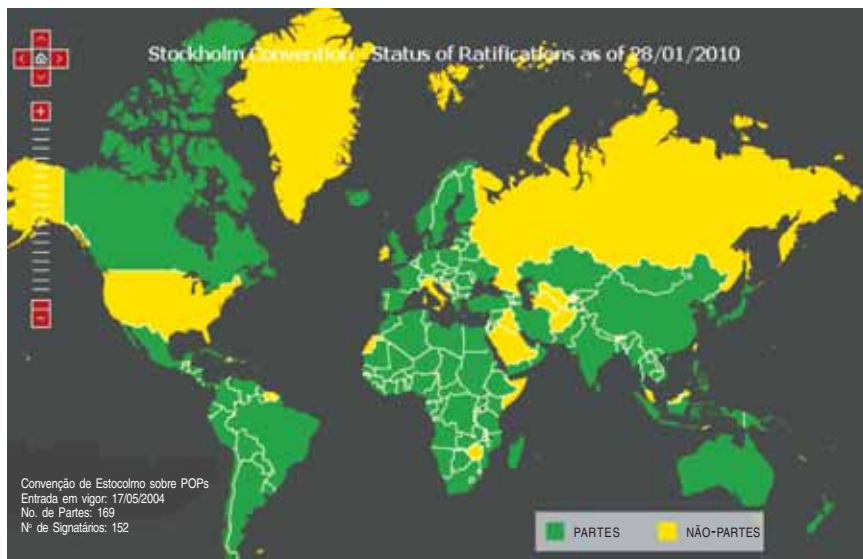 Stockholm Convention - Status of Ratifications as of 28/01/2010
Convenção de Estocolmo sobre POPs
Entrada em vigor: 17/05/2004
No. de Partes: 169
Nº de Signatários: 152
PARTES
NÃO-PARTES